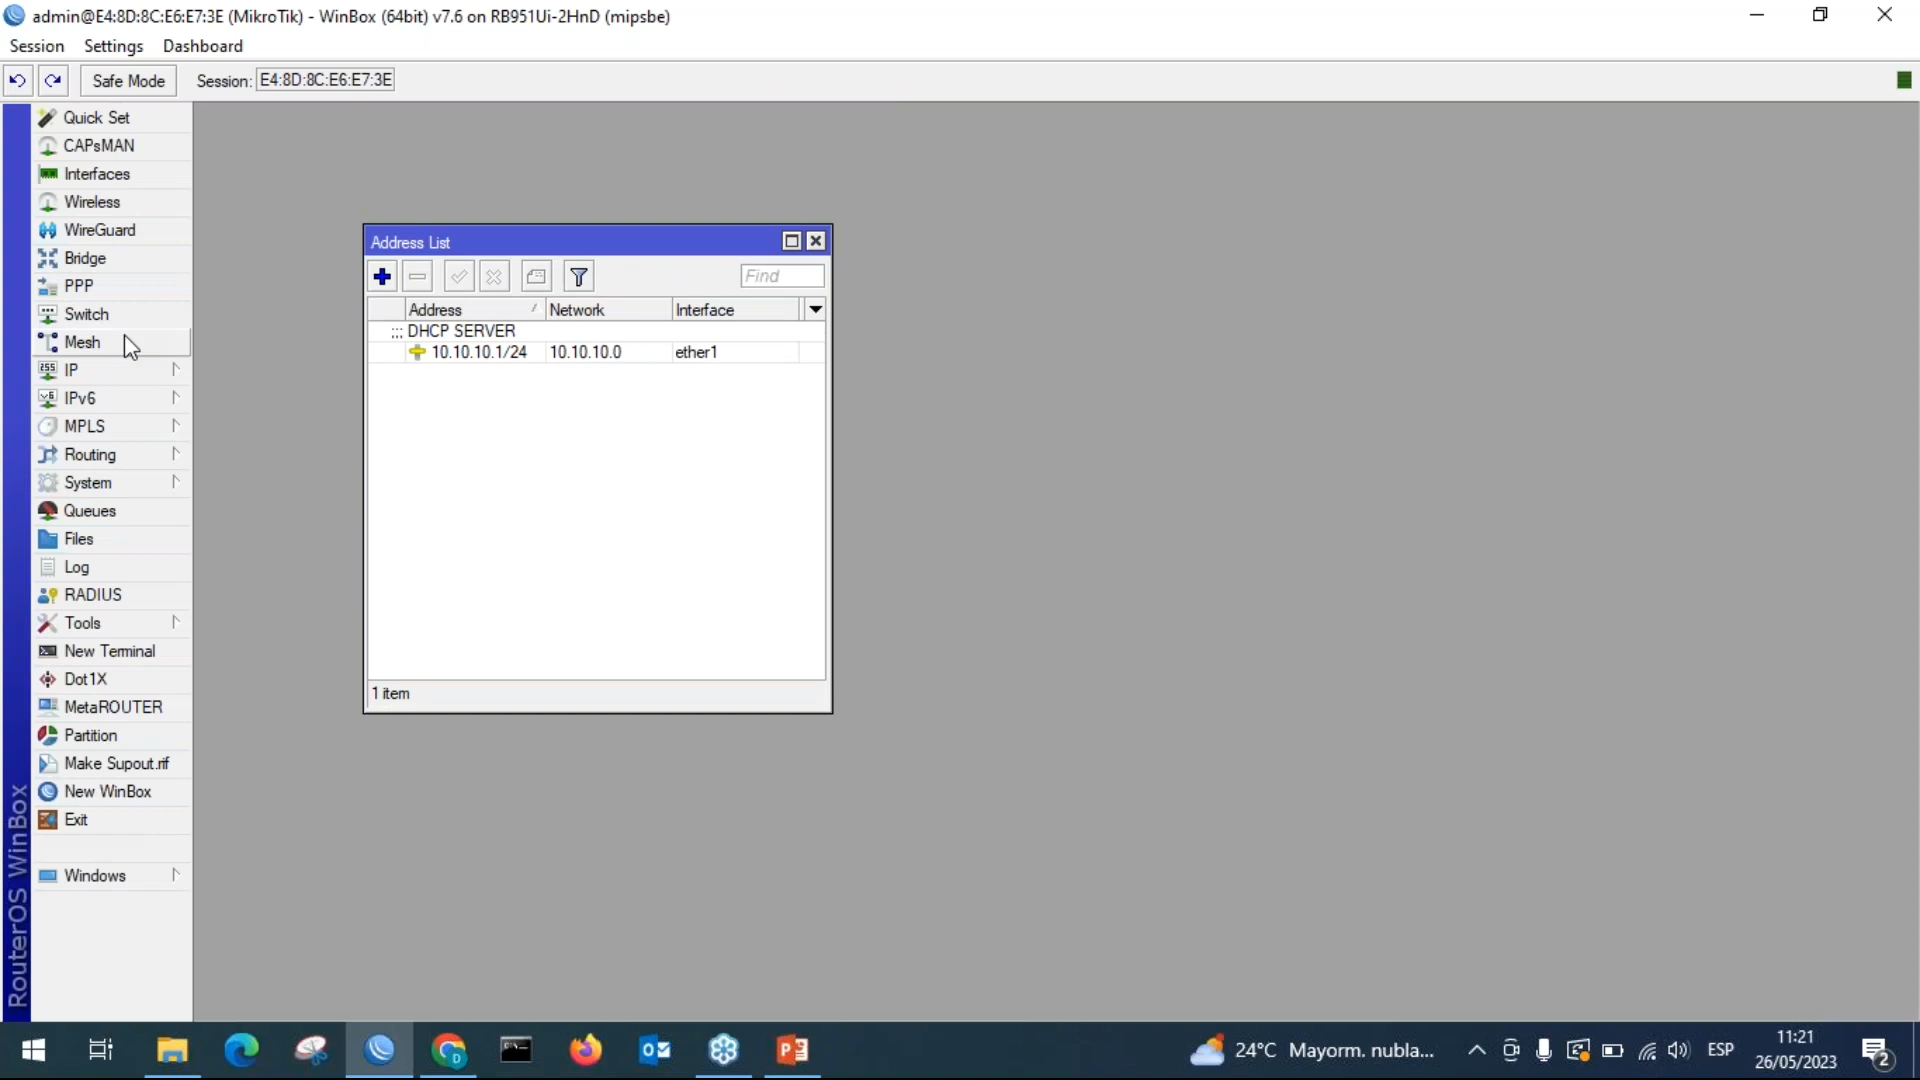 admin@E4:8D:8C:E6:E7:3E (MikroTik) - WinBox (64bit) v7.6 on RB951Ui-2HnD (mipsbe)
Session Settings Dashboard
Safe Mode Session: E4:8D:8C:E6:E7:3E
Quick Set
CAPsMAN
Interfaces
Wireless
WireGuard
Bridge
PPP
Switch
Mesh
IP
IPv6
MPLS
Routing
System
Queues
Files
Log
RADIUS
Tools
New Terminal
Dot1X
MetaROUTER
Partition
Make Supout.rif
New WinBox
Exit
Windows
RouterOS WinBox
Address List
Find
Address Network Interface
;;; DHCP SERVER
10.10.10.1/24 10.10.10.0 ether1
1 item
24°C Mayorm. nubla...
ESP
11:21
26/05/2023
2